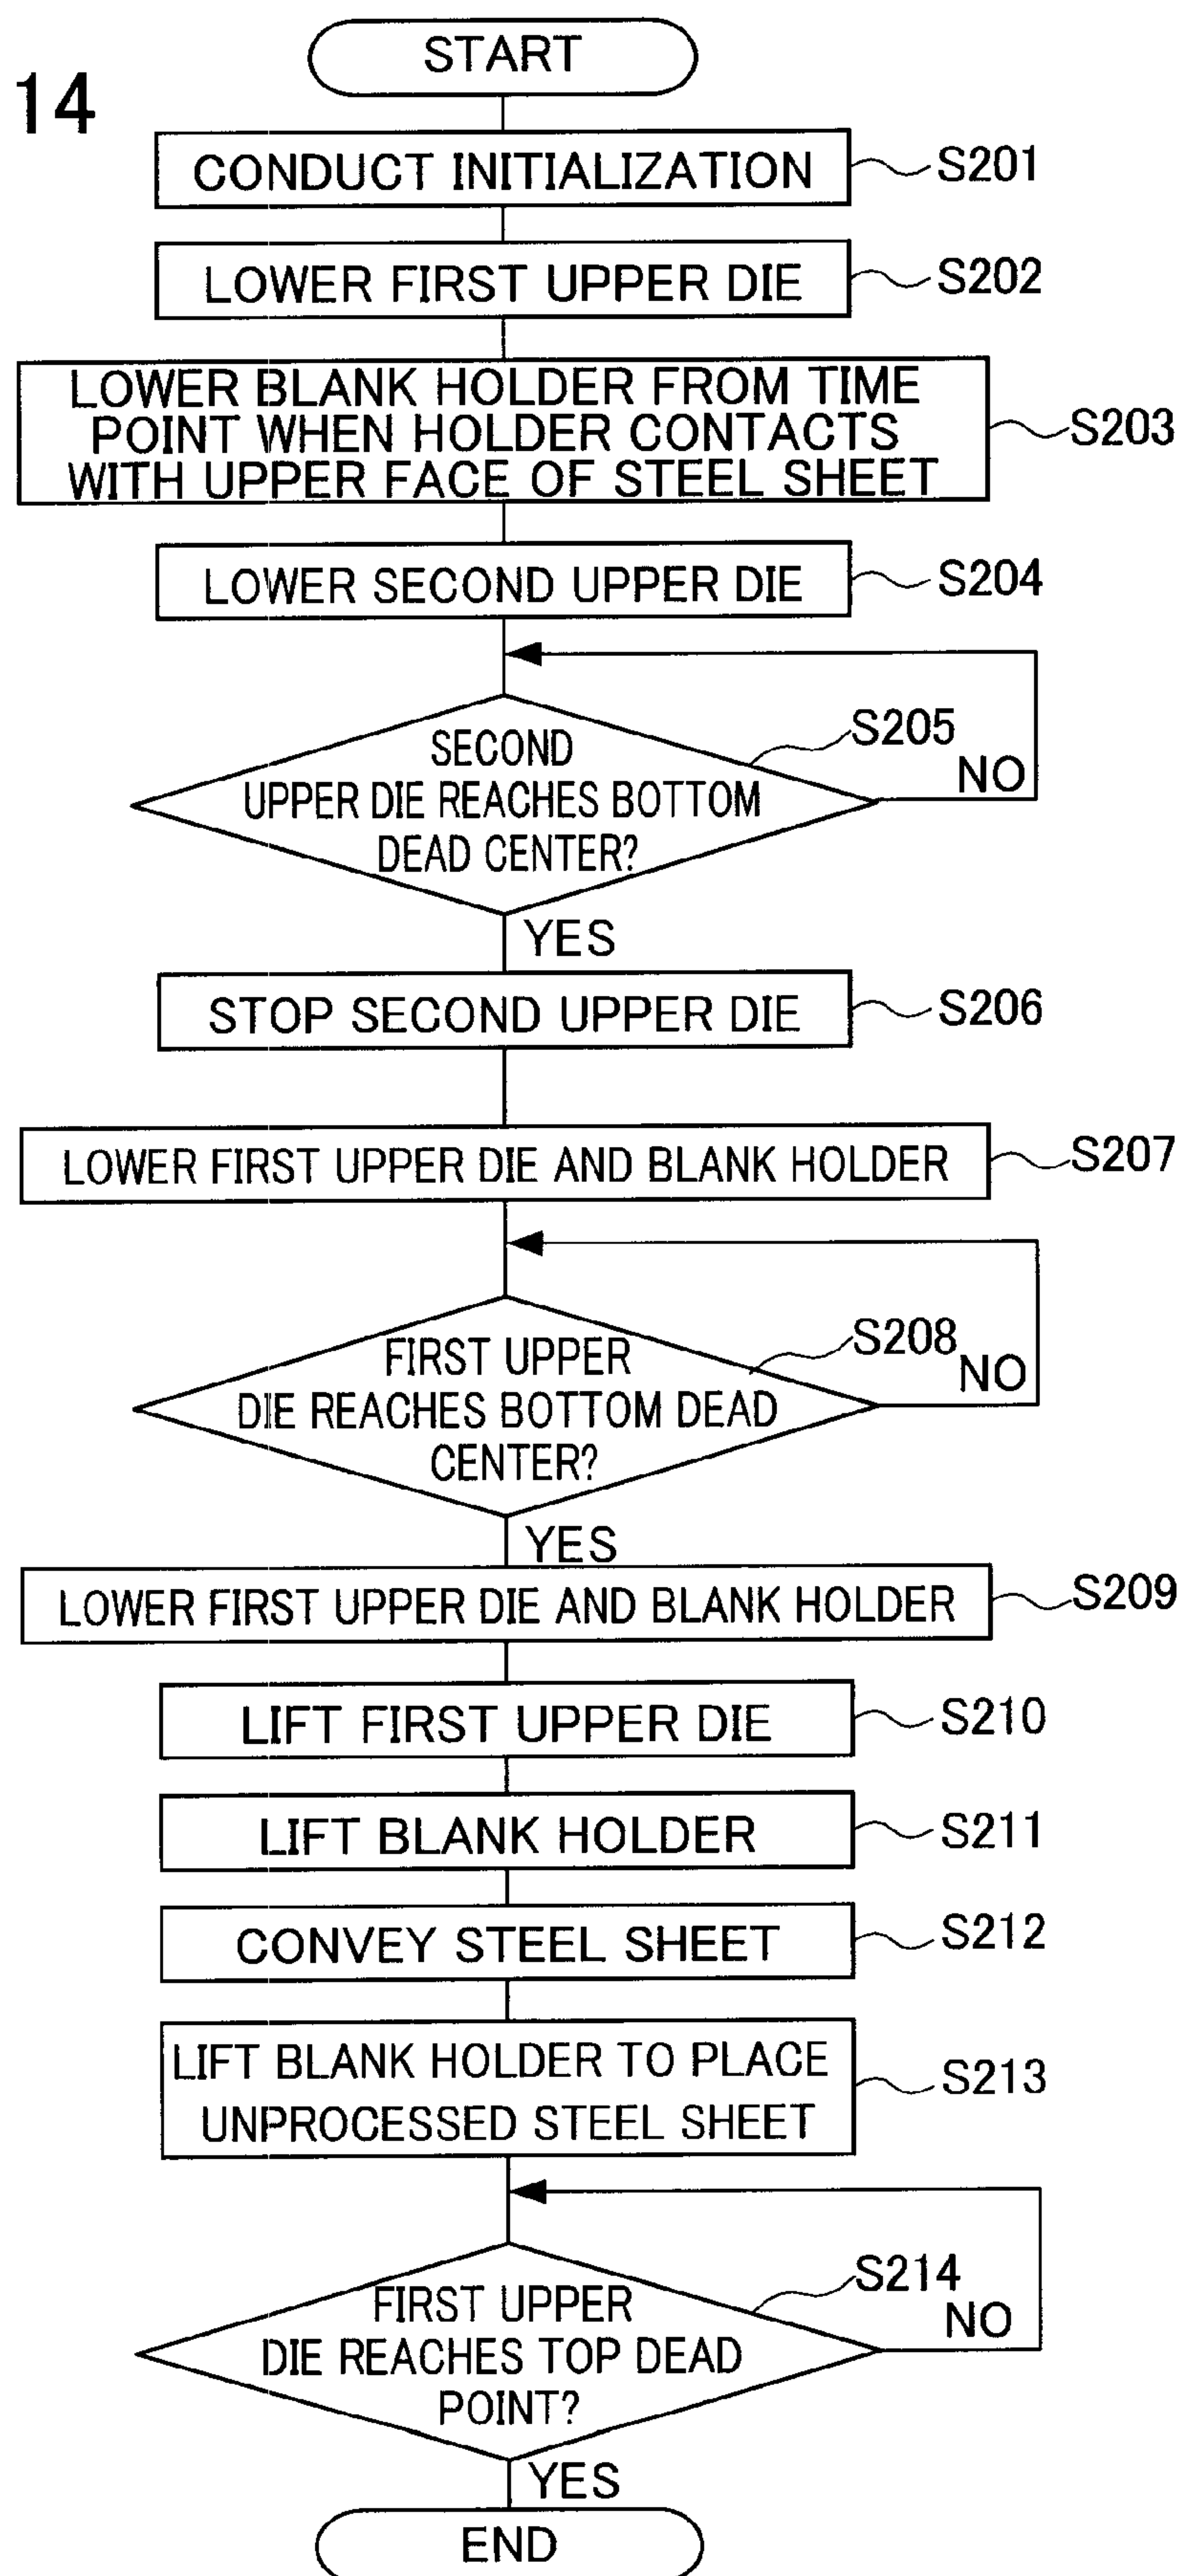 START
14
CONDUCT INITIALIZATION
S201
LOWER FIRST UPPER DIE
S202
LOWER BLANK HOLDER FROM TIME
POINT WHEN HOLDER CONTACTS
WITH UPPER FACE OF STEEL SHEET
S203
LOWER SECOND UPPER DIE
S204
SECOND
UPPER DIE REACHES BOTTOM
DEAD CENTER?
S205
NO
YES
STOP SECOND UPPER DIE
S206
LOWER FIRST UPPER DIE AND BLANK HOLDER
S207
FIRST UPPER
DIE REACHES BOTTOM DEAD
CENTER?
S208
NO
YES
LOWER FIRST UPPER DIE AND BLANK HOLDER
S209
LIFT FIRST UPPER DIE
S210
LIFT BLANK HOLDER
S211
CONVEY STEEL SHEET
S212
LIFT BLANK HOLDER TO PLACE
UNPROCESSED STEEL SHEET
S213
FIRST UPPER
DIE REACHES TOP DEAD
POINT?
S214
NO
YES
END